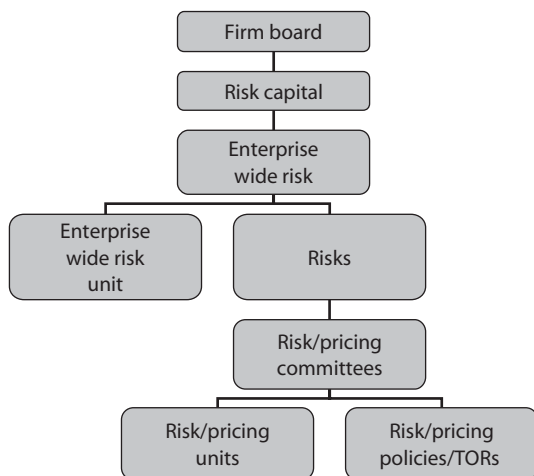 Firm board
Risk capital
Enterprise
wide risk
Enterprise
wide risk
unit
Risks
Risk/pricing
committees
Risk/pricing
units
Risk/pricing
policies/TORs